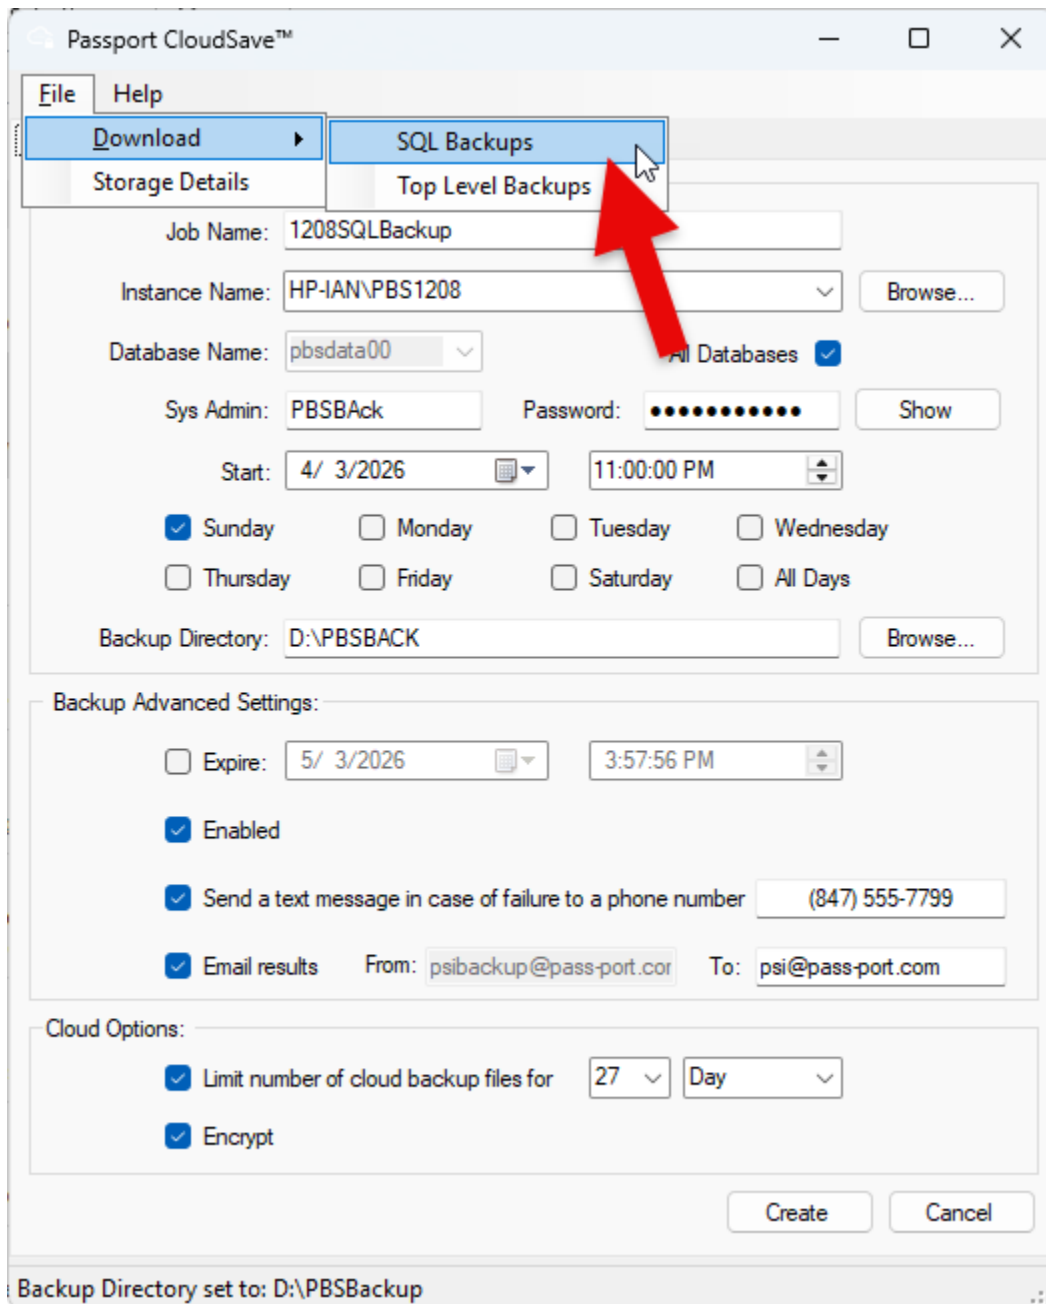 Passport CloudSave™
File Help
Download SQL Backups
Storage Details Top Level Backups
Job Name: 1208SQLBackup
Instance Name: HP-IAN\PBS1208 Browse...
Database Name: pbsdata00 All Databases
Sys Admin: PBSBAck Password: ●●●●●●●●●●● Show
Start: 4/ 3/2026 11:00:00 PM
Sunday Monday Tuesday Wednesday
Thursday Friday Saturday All Days
Backup Directory: D:\PBSBACK Browse...
Backup Advanced Settings:
Expire: 5/ 3/2026 3:57:56 PM
Enabled
Send a text message in case of failure to a phone number (847) 555-7799
Email results From: psibackup@pass-port.cor To: psi@pass-port.com
Cloud Options:
Limit number of cloud backup files for 27 Day
Encrypt
Create Cancel
Backup Directory set to: D:\PBSBackup